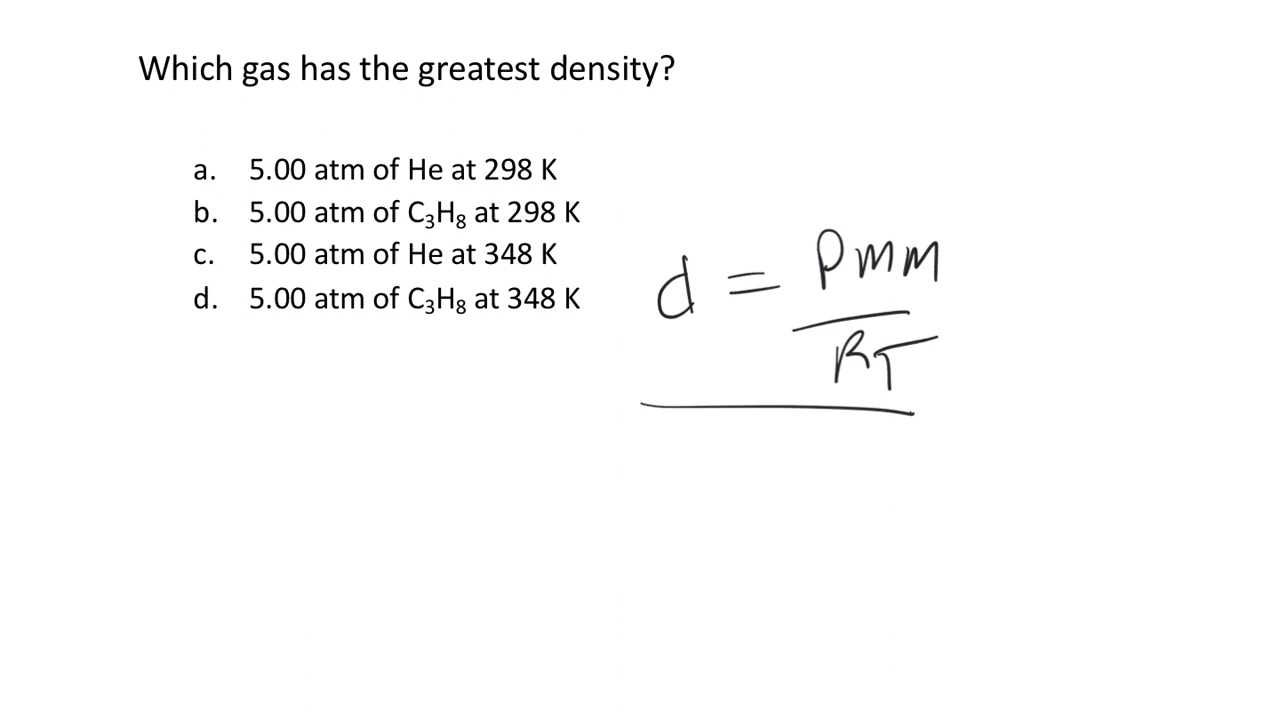 Which gas has the greatest density?
a. 5.00 atm of He at 298 K
b. 5.00 atm of C₃H₈ at 298 K
c. 5.00 atm of He at 348 K
d. 5.00 atm of C₃H₈ at 348 K
d = PMM
RT